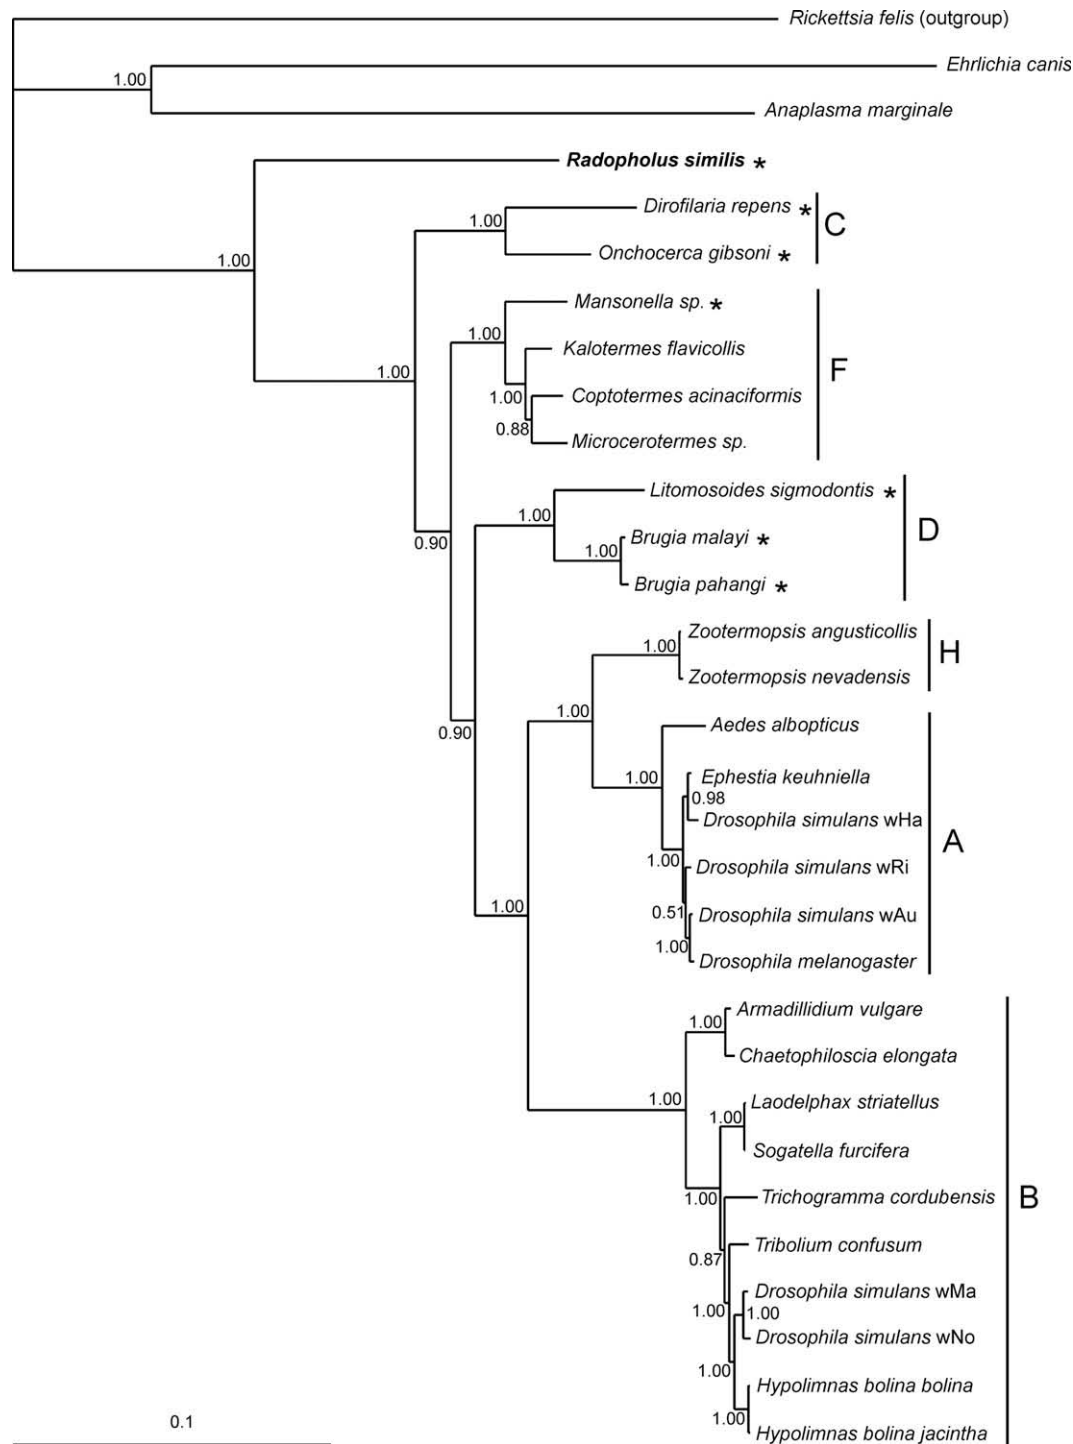 Rickettsia felis (outgroup)
Ehrlichia canis
1.00
Anaplasma marginale
Radopholus similis *
Dirofilaria repens *
1.00
C
Onchocerca gibsoni *
1.00
Mansonella sp. *
1.00
Kalotermes flavicollis
1.00
F
Coptotermes acinaciformis
1.00
0.88
Microcerotermes sp.
Litomosoides sigmodontis *
1.00
D
0.90
Brugia malayi *
1.00
Brugia pahangi *
Zootermopsis angusticollis
1.00
H
Zootermopsis nevadensis
1.00
Aedes albopticus
0.90
1.00
Ephestia keuhniella
0.98
Drosophila simulans wHa
A
1.00
Drosophila simulans wRi
1.00
0.51
Drosophila simulans wAu
1.00
Drosophila melanogaster
Armadillidium vulgare
1.00
Chaetophiloscia elongata
1.00
Laodelphax striatellus
1.00
Sogatella furcifera
1.00
Trichogramma cordubensis
B
Tribolium confusum
0.87
Drosophila simulans wMa
1.00
1.00
Drosophila simulans wNo
1.00
Hypolimnas bolina bolina
1.00
Hypolimnas bolina jacintha
0.1